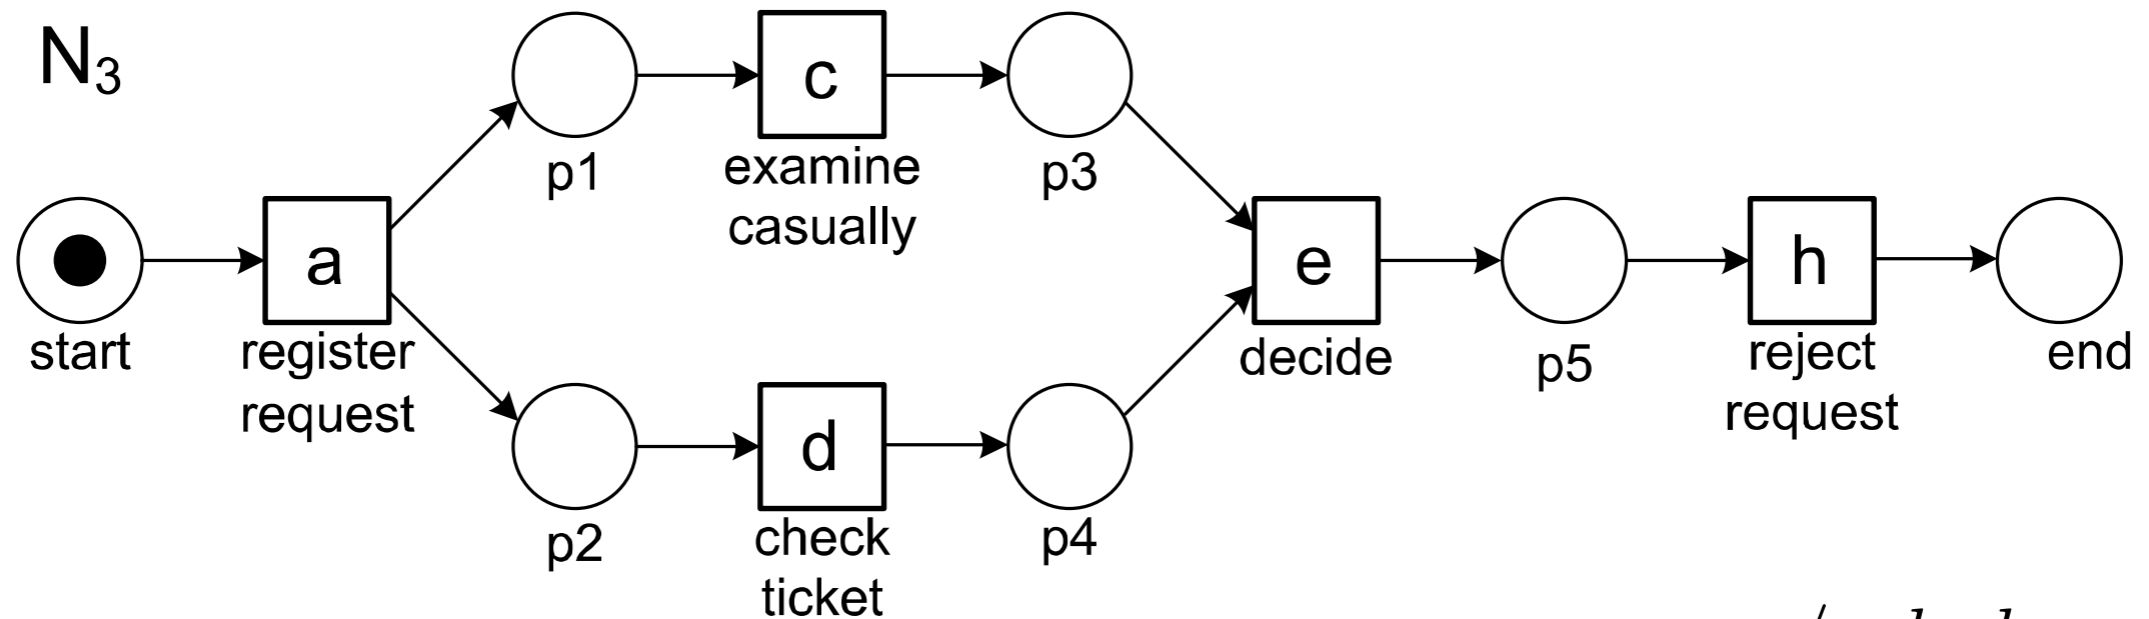 N₃
p1
c
examine
casually
p3
start
a
register
request
e
decide
p5
h
reject
request
end
p2
d
check
ticket
p4